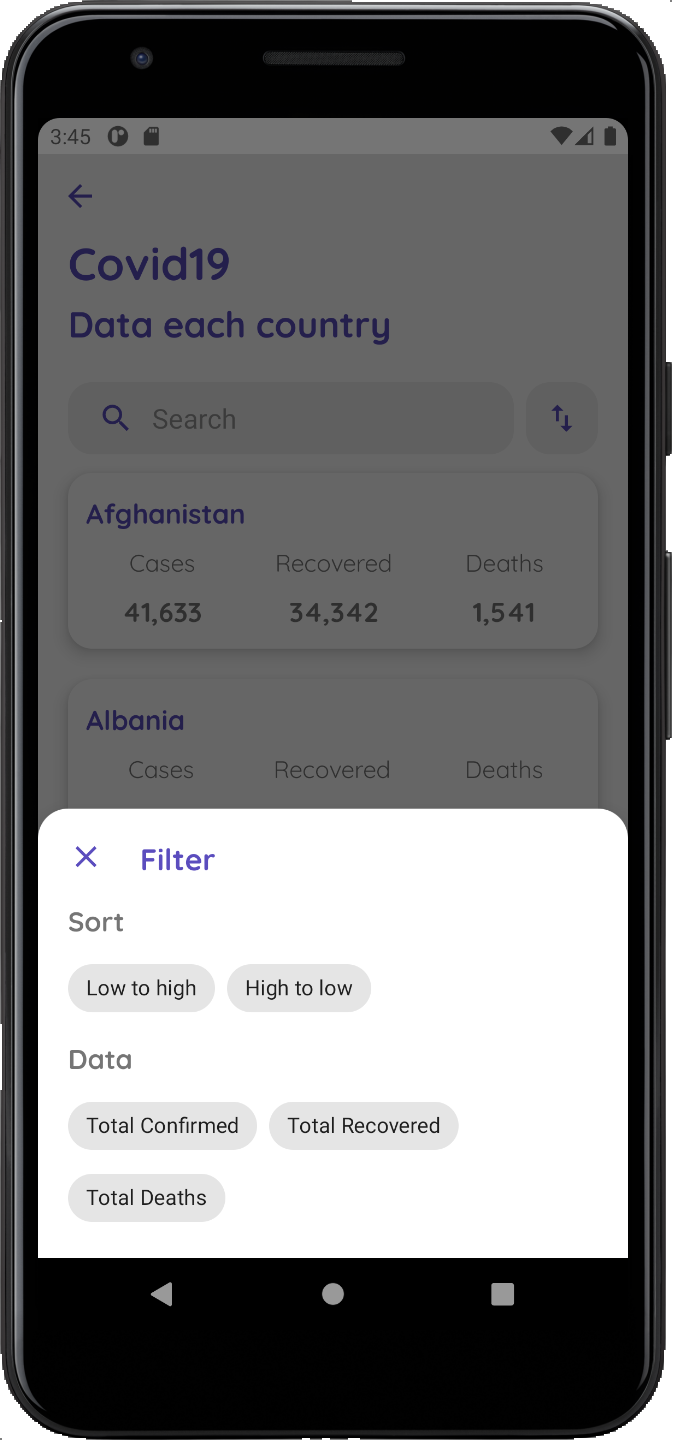 3:45
Covid19
Data each country
Search
Afghanistan
Cases Recovered Deaths
41,633 34,342 1,541
Albania
Cases Recovered Deaths
Filter
Sort
Low to high High to low
Data
Total Confirmed Total Recovered
Total Deaths